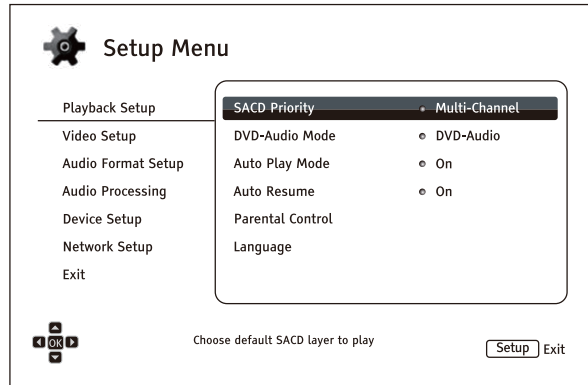 Setup Menu
Playback Setup
Video Setup
Audio Format Setup
Audio Processing
Device Setup
Network Setup
Exit
SACD Priority Multi-Channel
DVD-Audio Mode DVD-Audio
Auto Play Mode On
Auto Resume On
Parental Control
Language
OK
Choose default SACD layer to play
Setup Exit